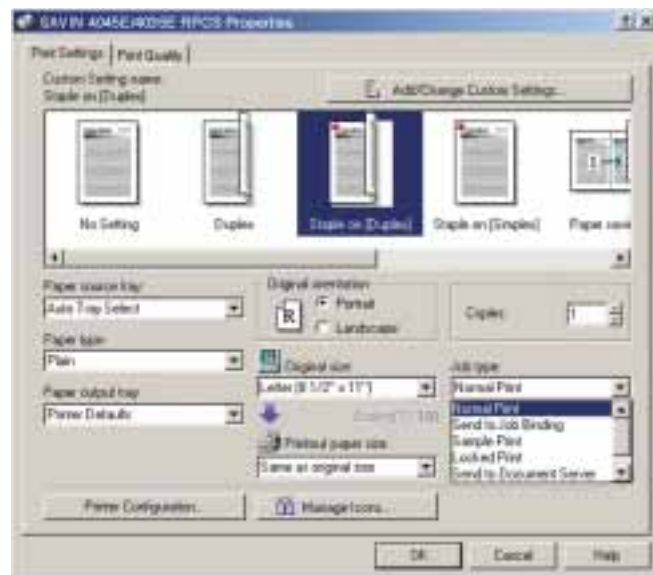 SAVIN 4045E/4035E RPCS Properties
Print Settings Print Quality
Custom Setting name:
Staple on [Duplex]
Add/Change Custom Settings...
No Setting Duplex Staple on [Duplex] Staple on [Simplex] Paper
Paper source tray:
Auto Tray Select
Original orientation
Portrait
Landscape
R
Copies:
1
Paper type:
Plain
Original size:
Letter (8 1/2" x 11")
Job type:
Normal Print
Normal Print
Send to Job Binding
Sample Print
Locked Print
Send to Document Server
Paper output tray:
Printer Defaults
Printout paper size:
Same as original size
Printer Configuration...
Manage Icons...
OK Cancel Help